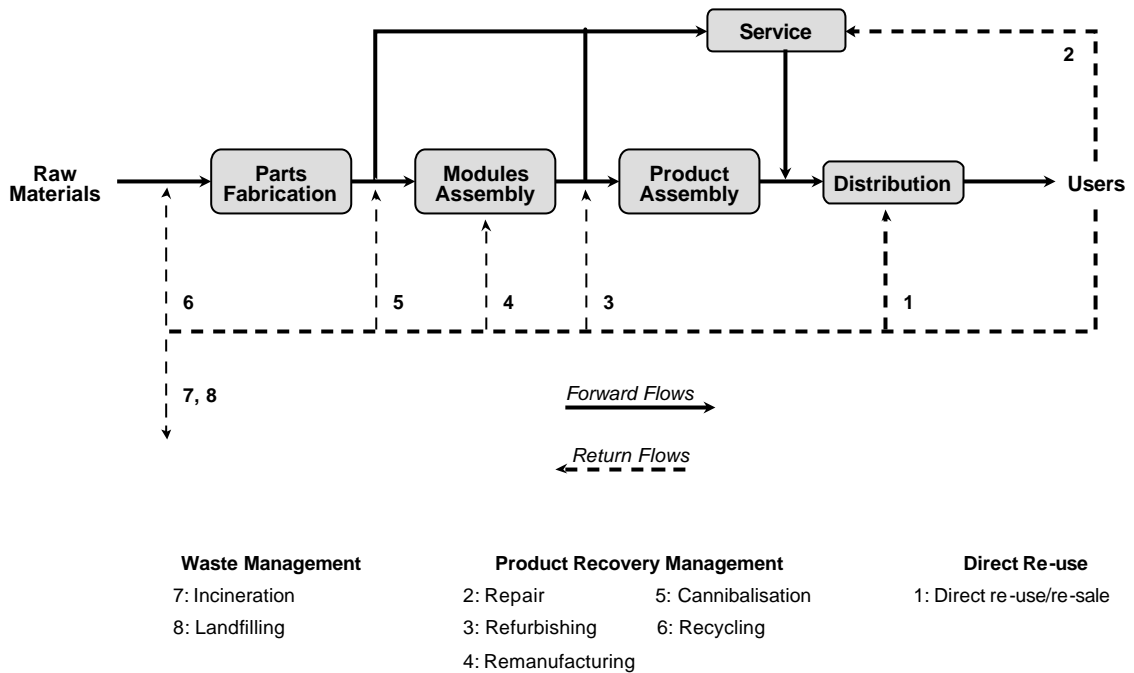 Service
2
Raw
Materials
Parts
Fabrication
Modules
Assembly
Product
Assembly
Distribution
Users
6
5
4
3
1
7, 8
Forward Flows
Return Flows
Waste Management
7: Incineration
8: Landfilling
Product Recovery Management
2: Repair
3: Refurbishing
4: Remanufacturing
5: Cannibalisation
6: Recycling
Direct Re-use
1: Direct re-use/re-sale